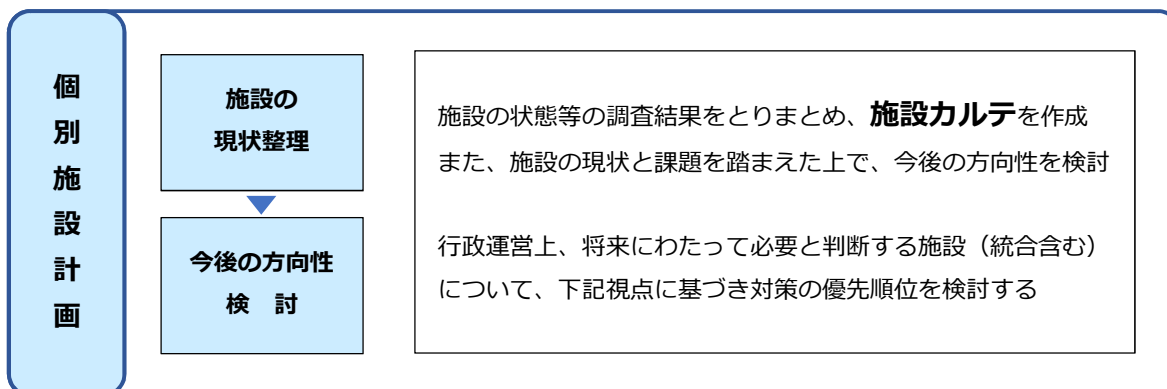 個別施設計画
施設の
現状整理
今後の方向性
検　討
施設の状態等の調査結果をとりまとめ、施設カルテを作成
また、施設の現状と課題を踏まえた上で、今後の方向性を検討
行政運営上、将来にわたって必要と判断する施設（統合含む）
について、下記視点に基づき対策の優先順位を検討する